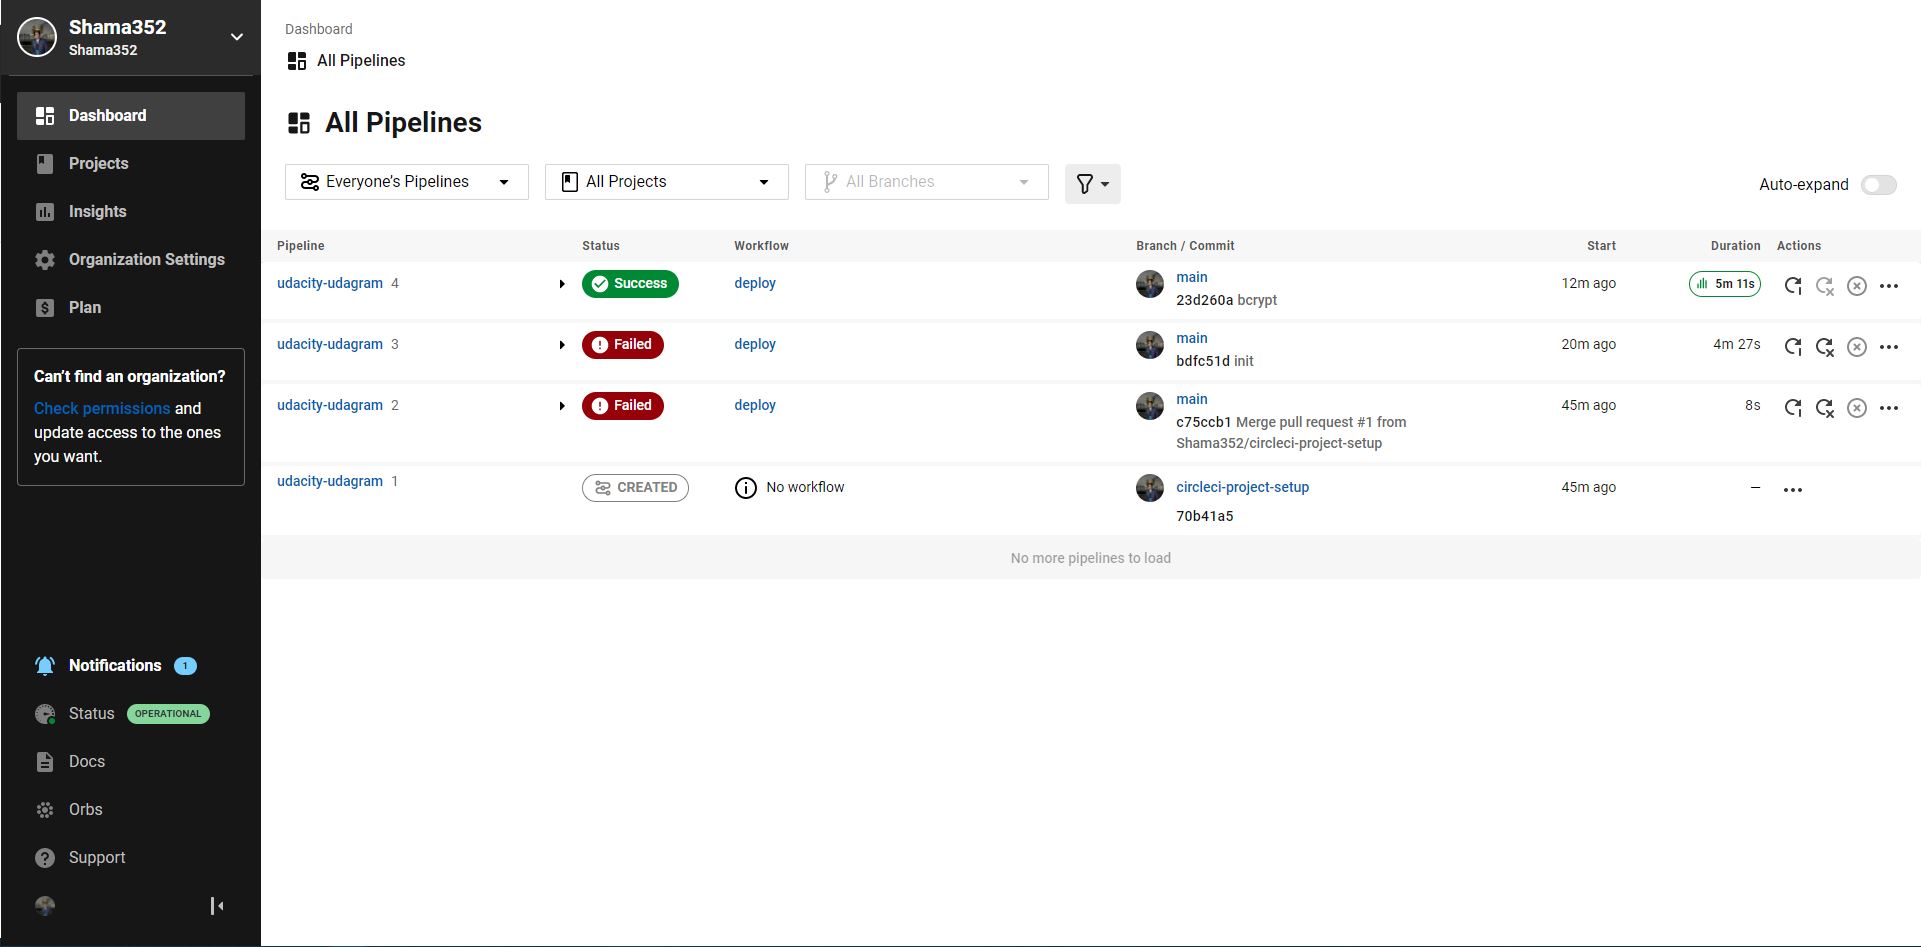 Shama352
Shama352
Dashboard
Projects
Insights
Organization Settings
Plan
Can't find an organization?
Check permissions and
update access to the ones
you want.
Notifications 1
Status OPERATIONAL
Docs
Orbs
Support
Dashboard
All Pipelines
All Pipelines
Everyone's Pipelines All Projects All Branches Auto-expand
Pipeline Status Workflow Branch / Commit Start Duration Actions
udacity-udagram 4 Success deploy main 12m ago 5m 11s
23d260a bcrypt
udacity-udagram 3 Failed deploy main 20m ago 4m 27s
bdfc51d init
udacity-udagram 2 Failed deploy main 45m ago 8s
c75ccb1 Merge pull request #1 from
Shama352/circleci-project-setup
udacity-udagram 1 CREATED No workflow circleci-project-setup 45m ago –
70b41a5
No more pipelines to load